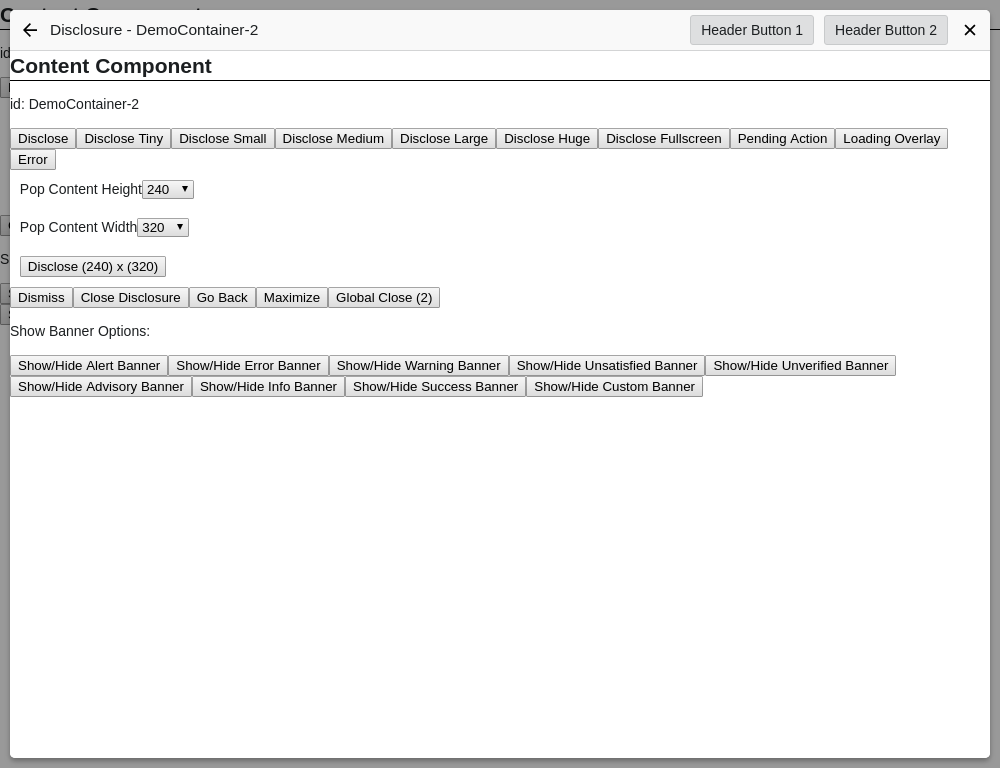 Disclosure - DemoContainer-2 Header Button 1 Header Button 2
Content Component
id: DemoContainer-2
Disclose Disclose Tiny Disclose Small Disclose Medium Disclose Large Disclose Huge Disclose Fullscreen Pending Action Loading Overlay
Error
Pop Content Height 240
Pop Content Width 320
Disclose (240) x (320)
Dismiss Close Disclosure Go Back Maximize Global Close (2)
Show Banner Options:
Show/Hide Alert Banner Show/Hide Error Banner Show/Hide Warning Banner Show/Hide Unsatisfied Banner Show/Hide Unverified Banner
Show/Hide Advisory Banner Show/Hide Info Banner Show/Hide Success Banner Show/Hide Custom Banner